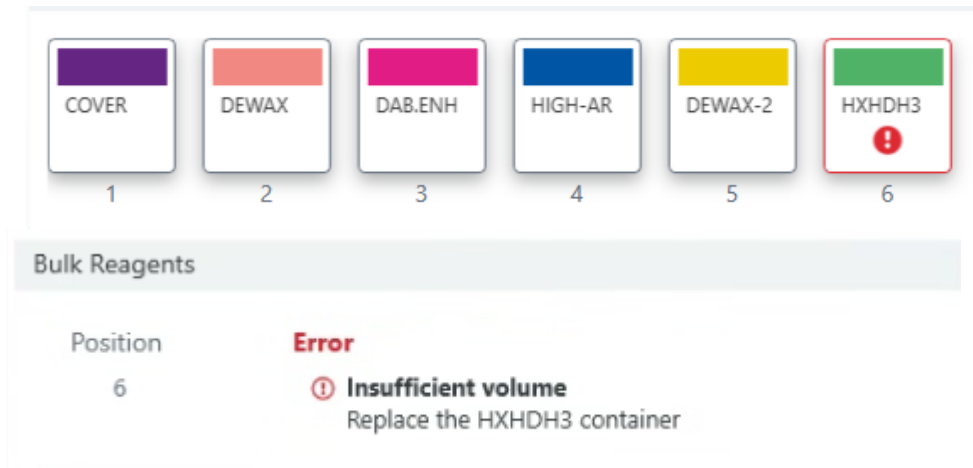 COVER DEWAX DAB.ENH HIGH-AR DEWAX-2 HXHDH3
1 2 3 4 5 6
Bulk Reagents
Position Error
6 Insufficient volume
Replace the HXHDH3 container